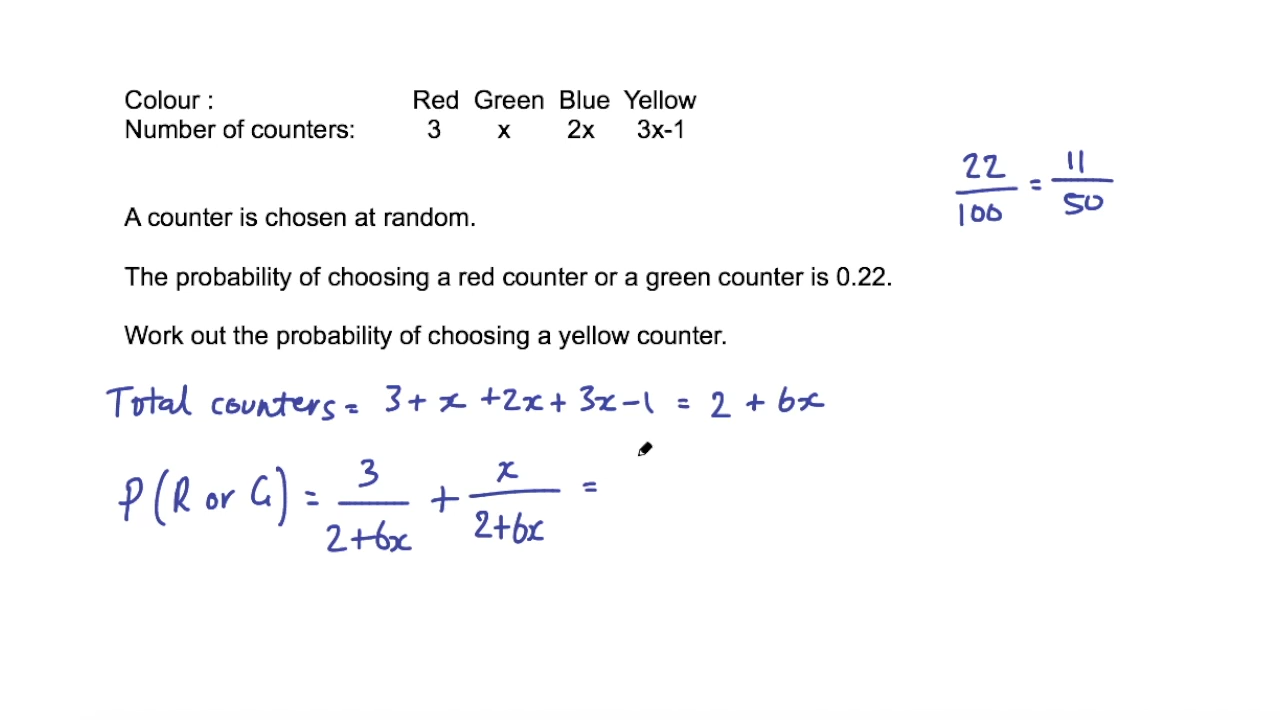 Colour : Red Green Blue Yellow
Number of counters: 3 x 2x 3x-1
22/100 = 11/50
A counter is chosen at random.
The probability of choosing a red counter or a green counter is 0.22.
Work out the probability of choosing a yellow counter.
Total counters = 3 + x + 2x + 3x - 1 = 2 + 6x
P(R or G) = 3/2+6x + x/2+6x =